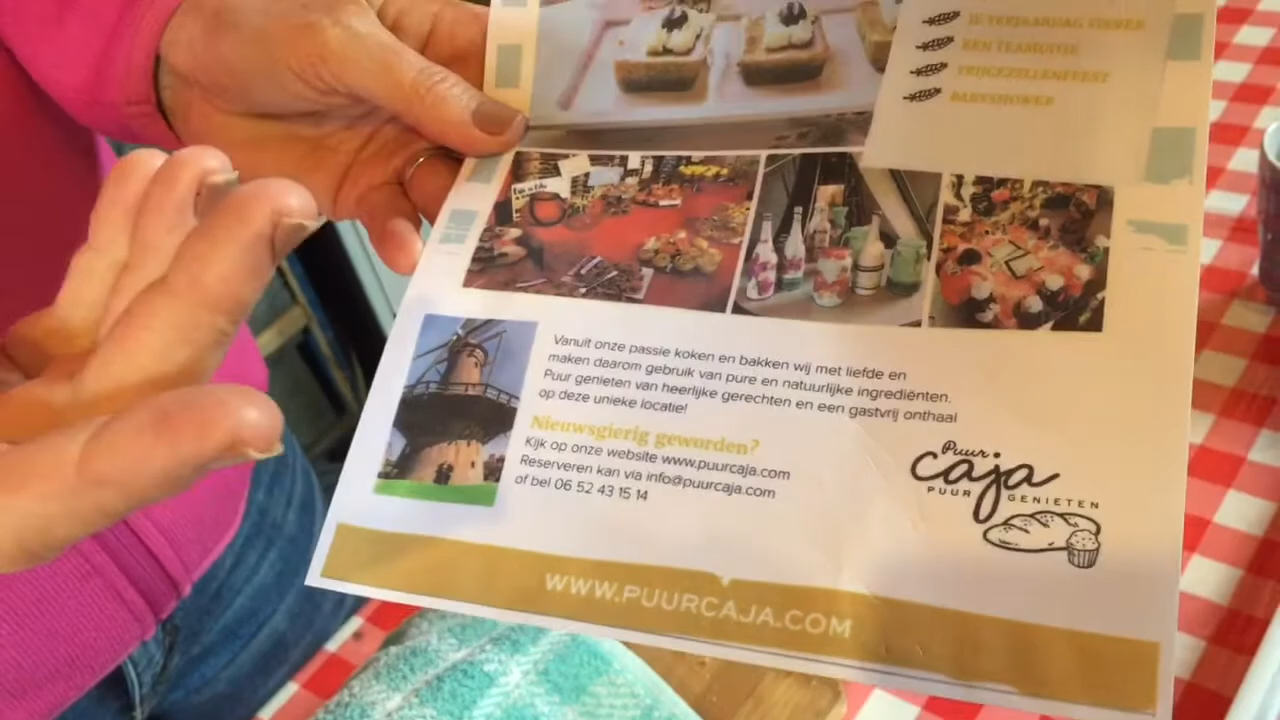 JE VERJAARDAG VIEREN
EEN TEAMUITJE
VRIJGEZELLENFEEST
BABYSHOWER
Vanuit onze passie koken en bakken wij met liefde en
maken daarom gebruik van pure en natuurlijke ingrediënten.
Puur genieten van heerlijke gerechten en een gastvrij onthaal
op deze unieke locatie!
Nieuwsgierig geworden?
Kijk op onze website www.puurcaja.com
Reserveren kan via info@puurcaja.com
of bel 06 52 43 15 14
Puur
caja
PUUR GENIETEN
WWW.PUURCAJA.COM